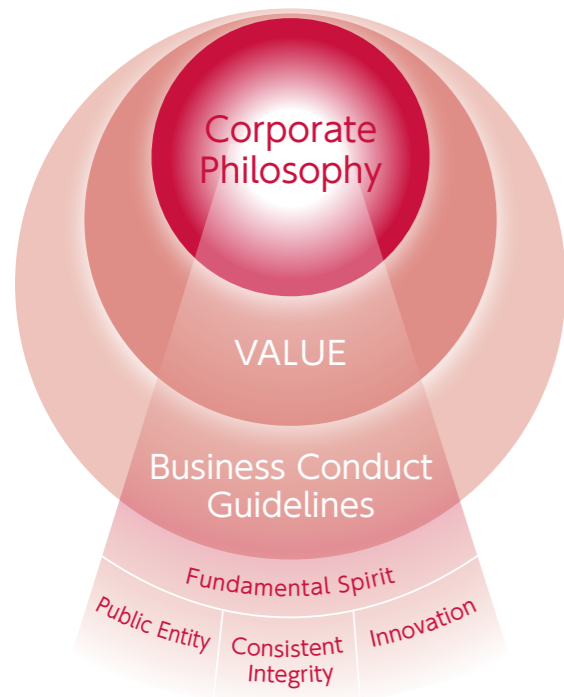 Corporate
Philosophy
VALUE
Business Conduct
Guidelines
Fundamental Spirit
Public Entity
Consistent
Integrity
Innovation